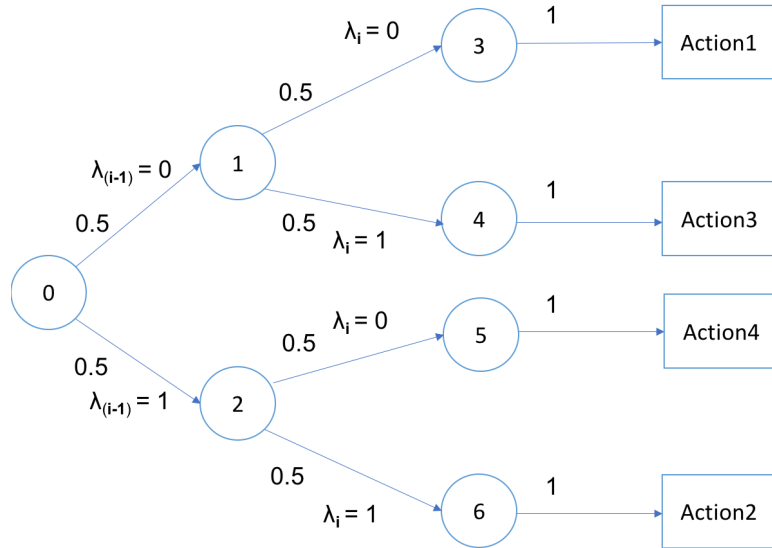 λi = 0
3
1
Action1
0.5
λ(i-1) = 0
1
0.5
0.5
λi = 1
4
1
Action3
0
0.5
λ(i-1) = 1
2
0.5
λi = 0
5
1
Action4
0.5
λi = 1
6
1
Action2